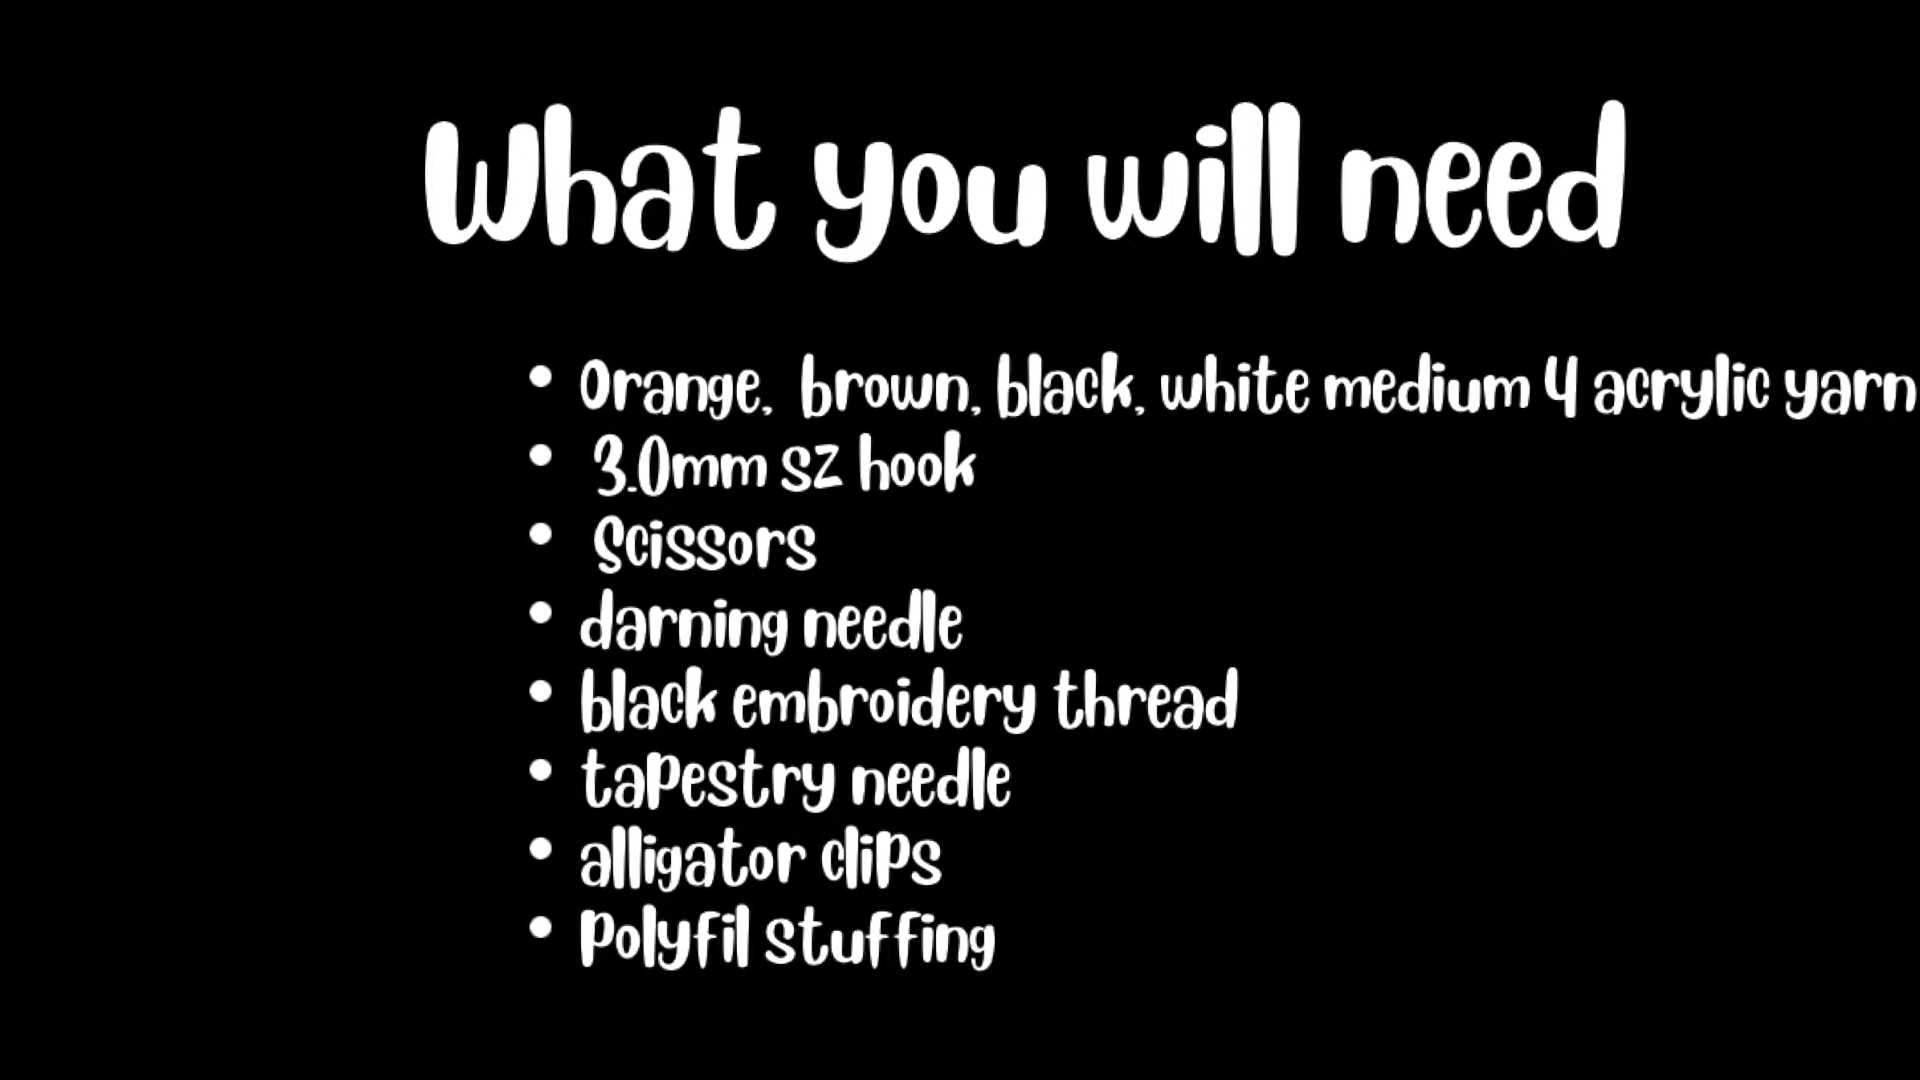 What you will need
• Orange, brown, black, white medium 4 acrylic yarn
• 3.0mm sz hook
• Scissors
• darning needle
• black embroidery thread
• tapestry needle
• alligator clips
• Polyfil stuffing